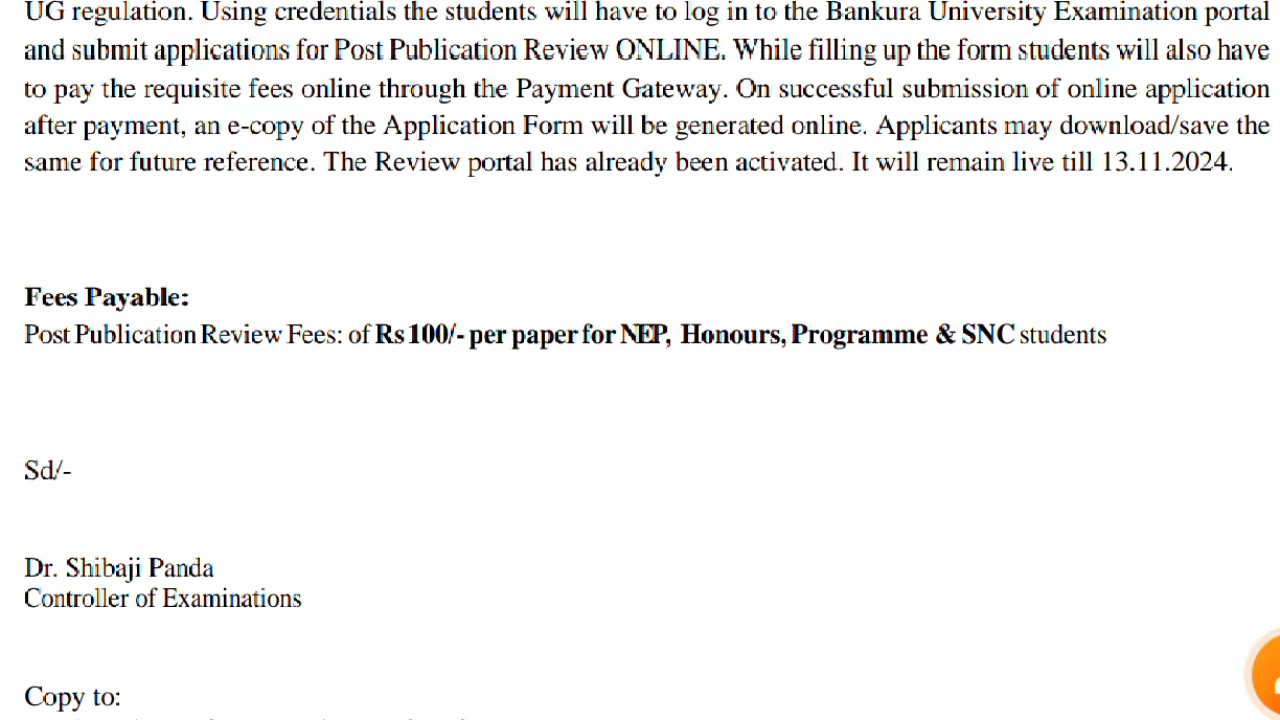 UG regulation. Using credentials the students will have to log in to the Bankura University Examination portal
and submit applications for Post Publication Review ONLINE. While filling up the form students will also have
to pay the requisite fees online through the Payment Gateway. On successful submission of online application
after payment, an e-copy of the Application Form will be generated online. Applicants may download/save the
same for future reference. The Review portal has already been activated. It will remain live till 13.11.2024.
Fees Payable:
Post Publication Review Fees: of Rs 100/- per paper for NEP, Honours, Programme & SNC students
Sd/-
Dr. Shibaji Panda
Controller of Examinations
Copy to: